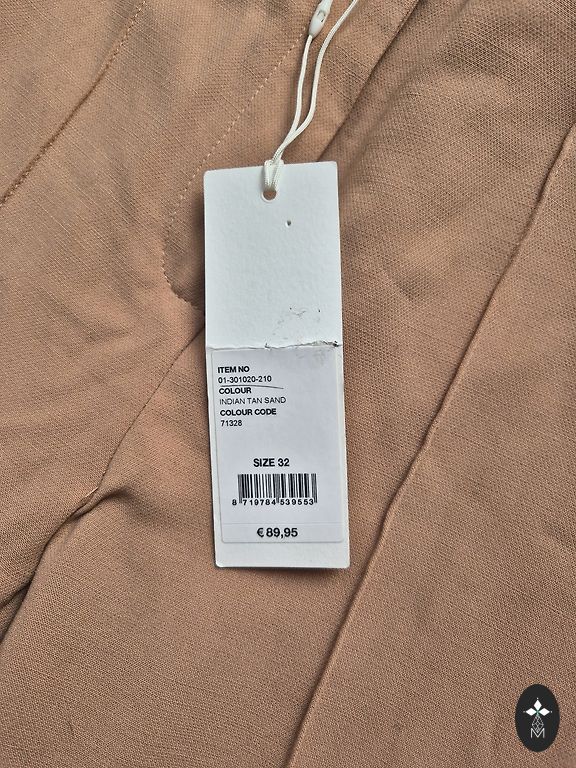 ITEM NO
01-301020-210
COLOUR
INDIAN TAN SAND
COLOUR CODE
71328
SIZE 32
8 719784 539553
€ 89,95
M